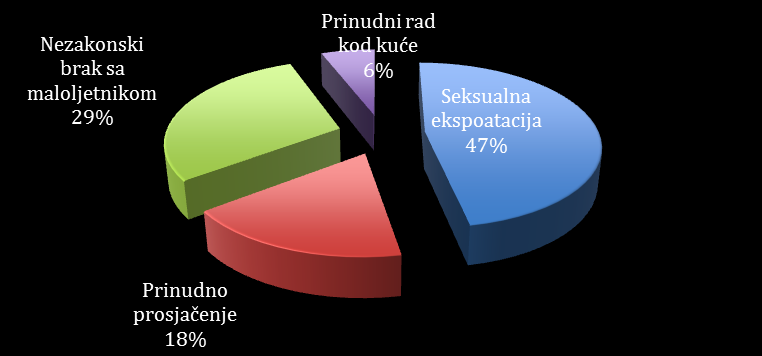 Prinudni rad
kod kuće
6%
Nezakonski
brak sa
maloljetnikom
29%
Seksualna
ekspoatacija
47%
Prinudno
prosjačenje
18%